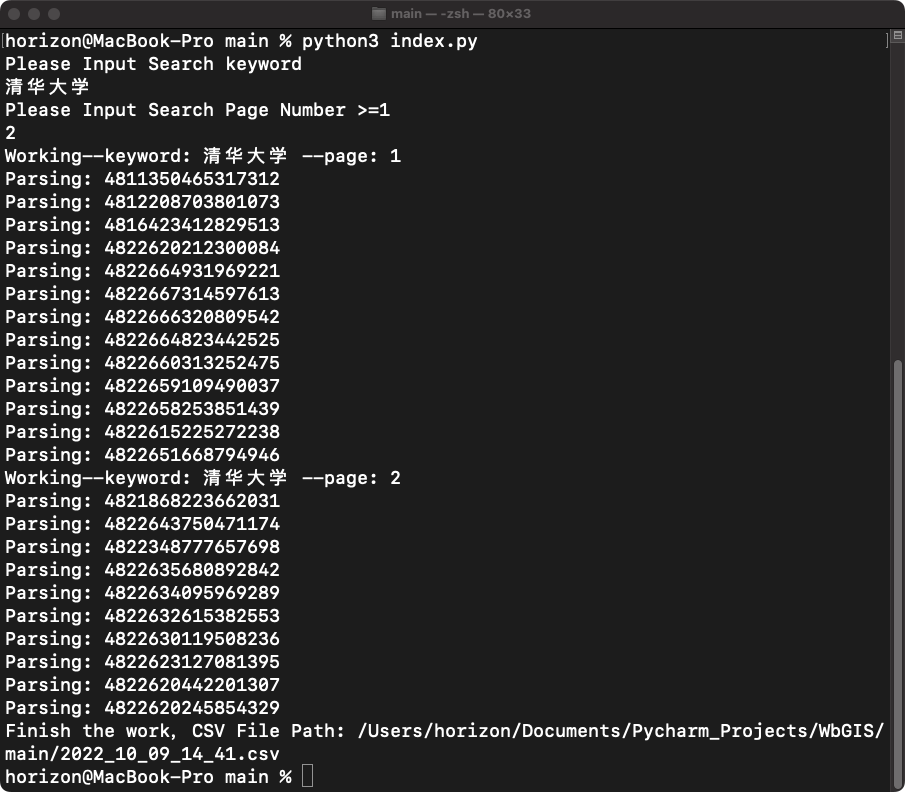 main — -zsh — 80×33
horizon@MacBook-Pro main % python3 index.py
Please Input Search keyword
清华大学
Please Input Search Page Number >=1
2
Working--keyword: 清华大学 --page: 1
Parsing: 4811350465317312
Parsing: 4812208703801073
Parsing: 4816423412829513
Parsing: 4822620212300084
Parsing: 4822664931969221
Parsing: 4822667314597613
Parsing: 4822666320809542
Parsing: 4822664823442525
Parsing: 4822660313252475
Parsing: 4822659109490037
Parsing: 4822658253851439
Parsing: 4822615225272238
Parsing: 4822651668794946
Working--keyword: 清华大学 --page: 2
Parsing: 4821868223662031
Parsing: 4822643750471174
Parsing: 4822348777657698
Parsing: 4822635680892842
Parsing: 4822634095969289
Parsing: 4822632615382553
Parsing: 4822630119508236
Parsing: 4822623127081395
Parsing: 4822620442201307
Parsing: 4822620245854329
Finish the work, CSV File Path: /Users/horizon/Documents/Pycharm_Projects/WbGIS/
main/2022_10_09_14_41.csv
horizon@MacBook-Pro main %